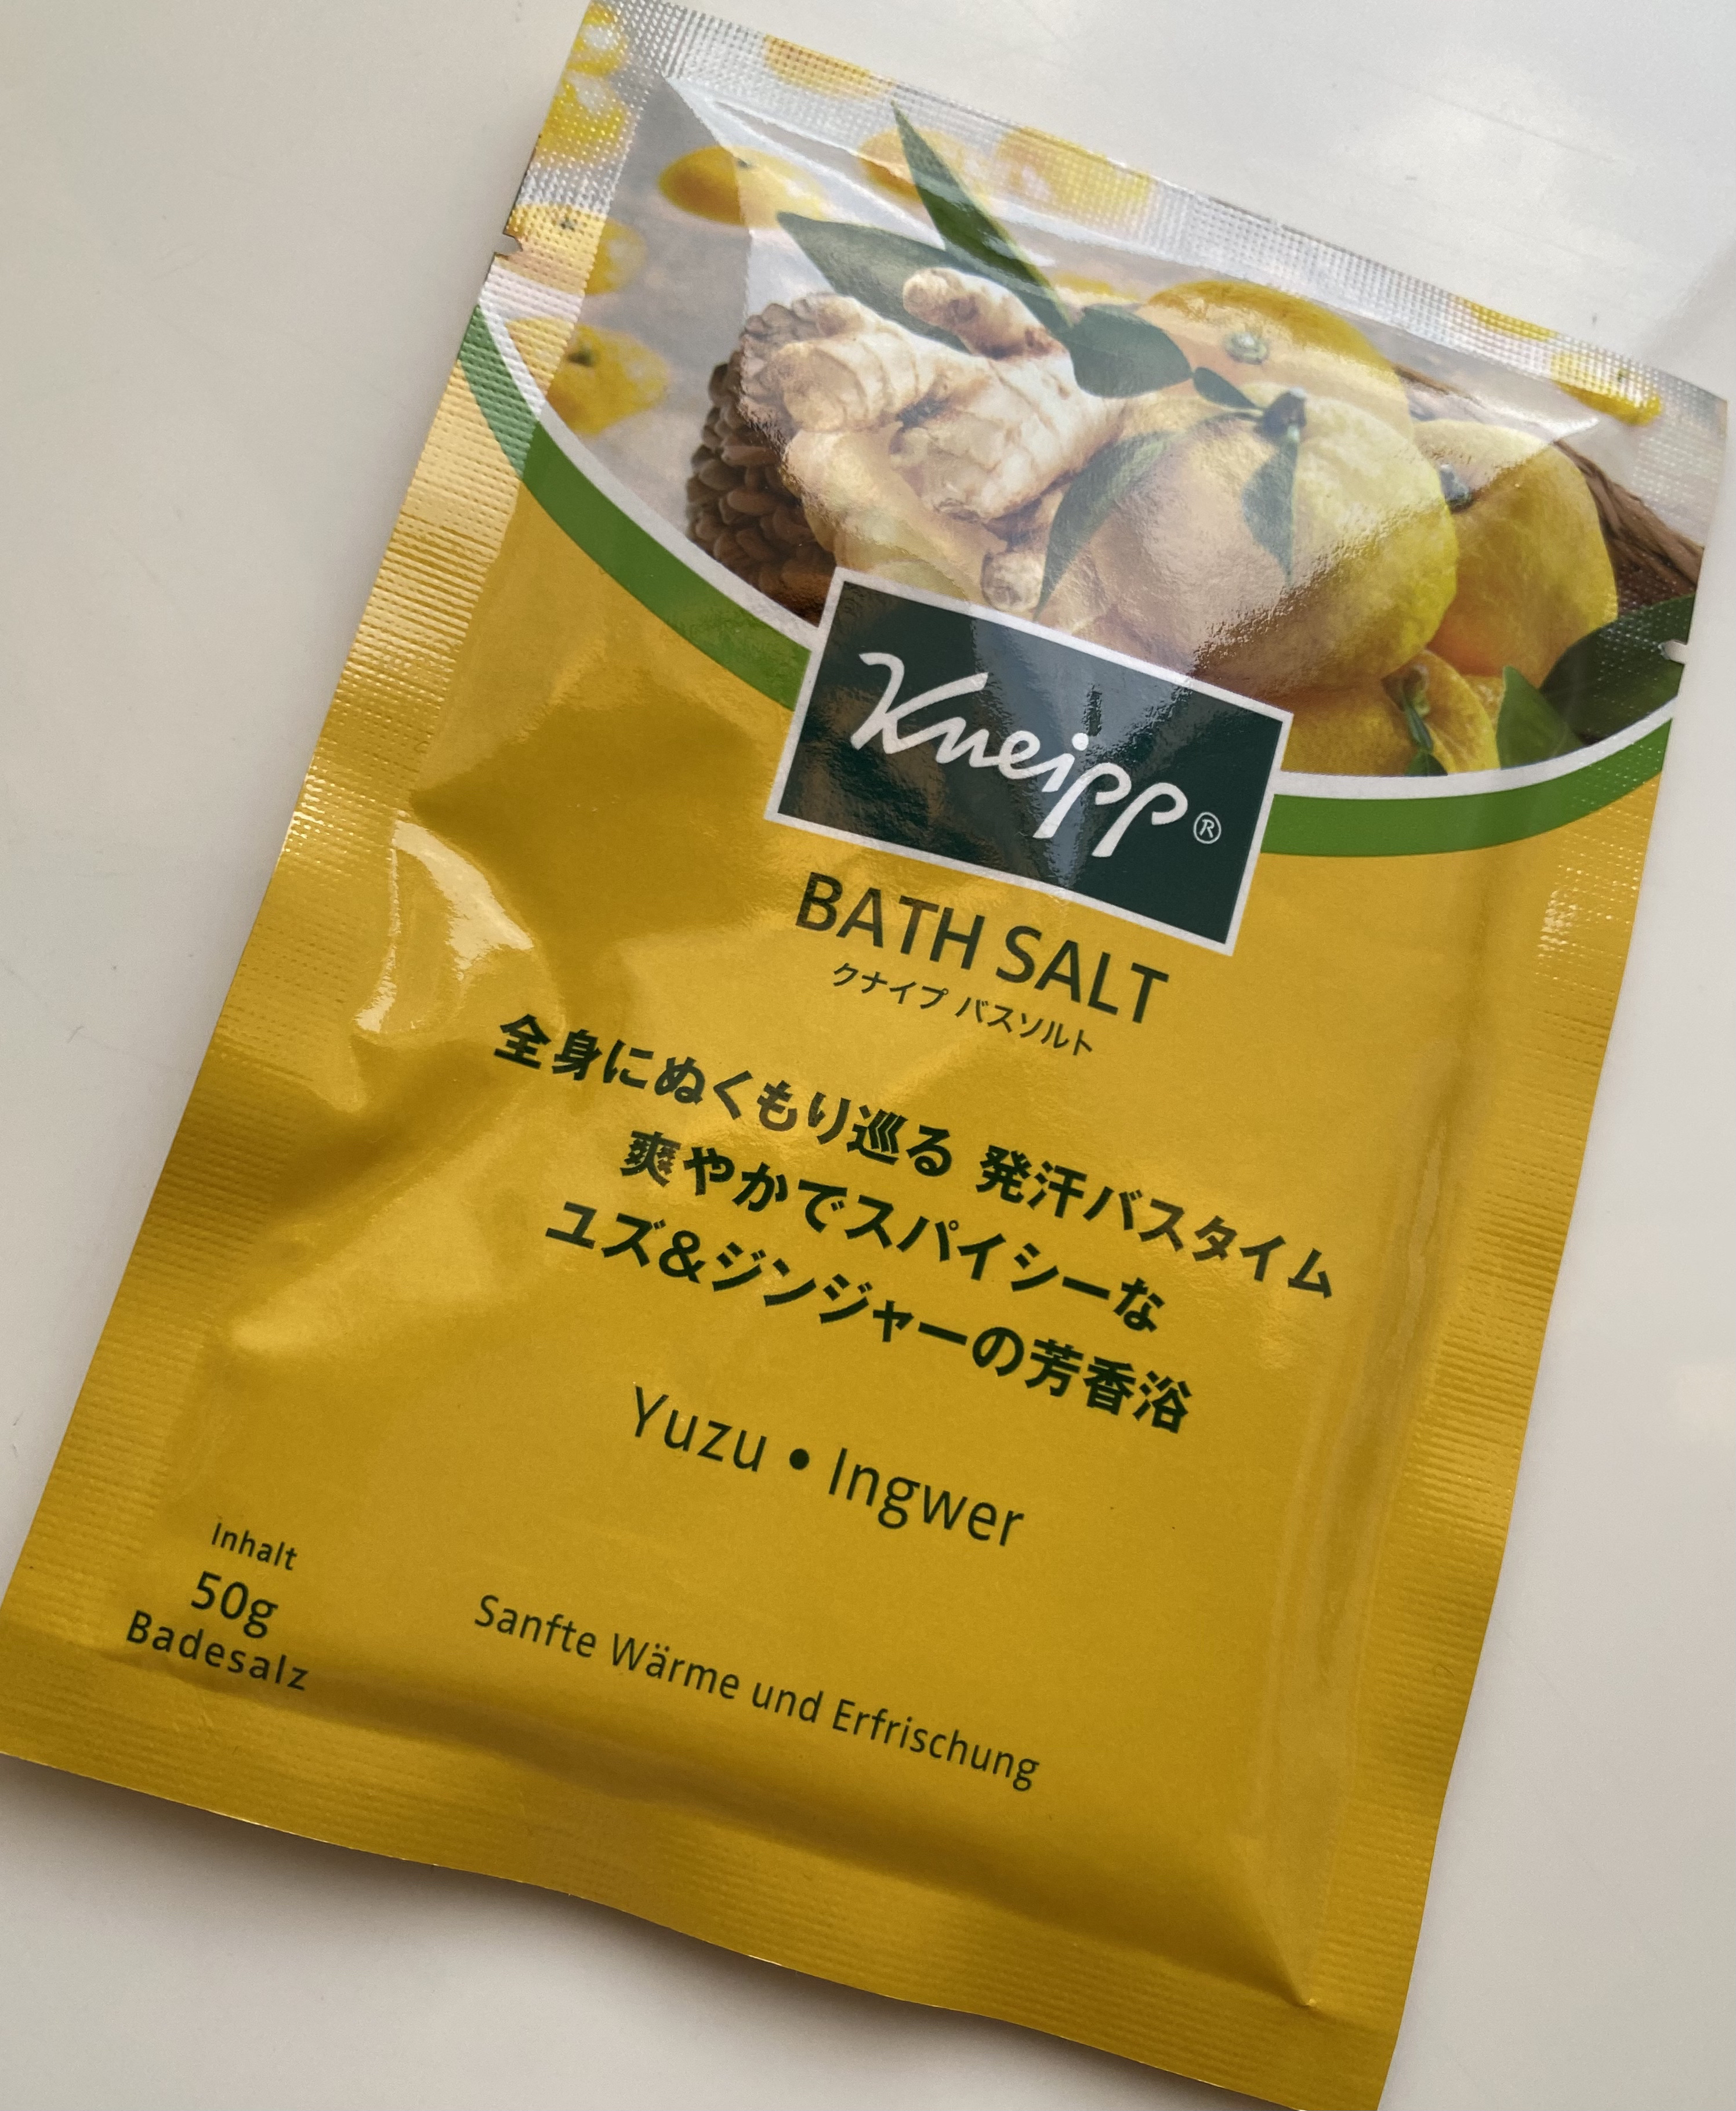 Kneipp®
BATH SALT
クナイプ バスソルト
全身にぬくもり巡る 発汗バスタイム
爽やかでスパイシーな
ユズ&ジンジャーの芳香浴
Yuzu • Ingwer
Inhalt
50g
Badesalz
Sanfte Wärme und Erfrischung